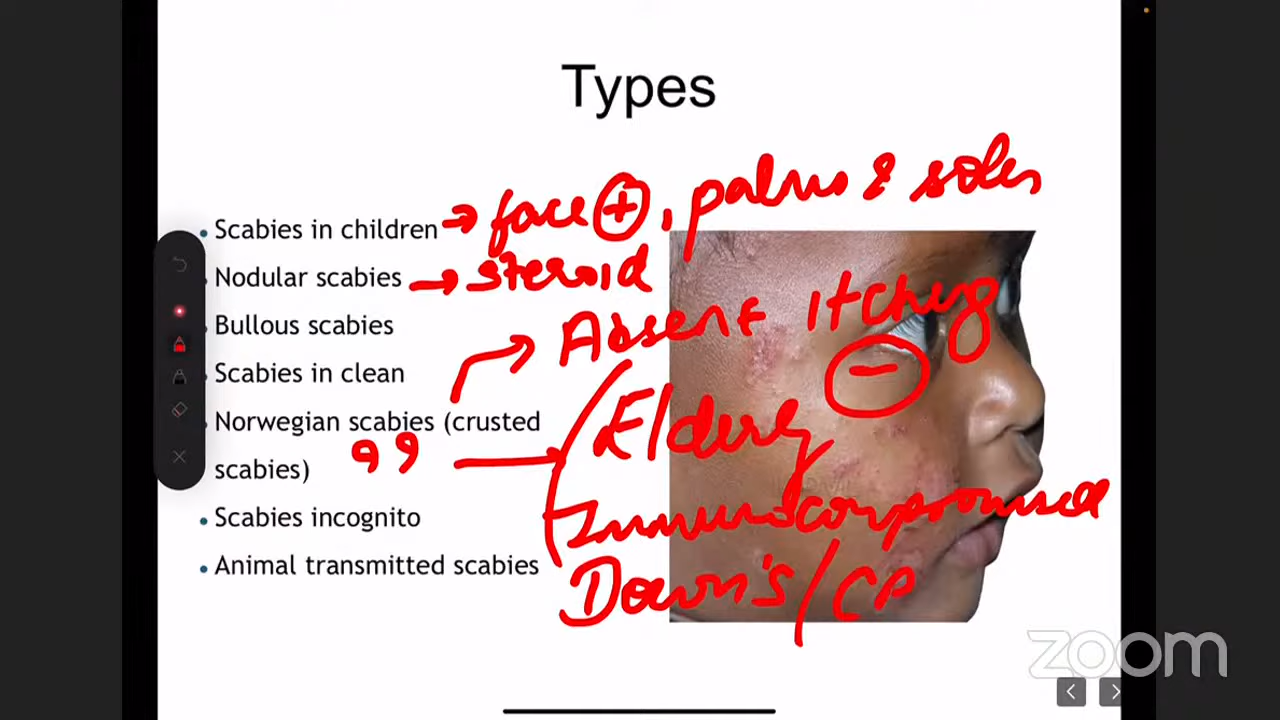 Types
• Scabies in children → face +, palms & soles
• Nodular scabies → steroid
• Bullous scabies
Absent itching
• Scabies in clean
−
• Norwegian scabies (crusted
Elderly
scabies)
Immunocompromised
• Scabies incognito
• Animal transmitted scabies
Down's / CP
zoom